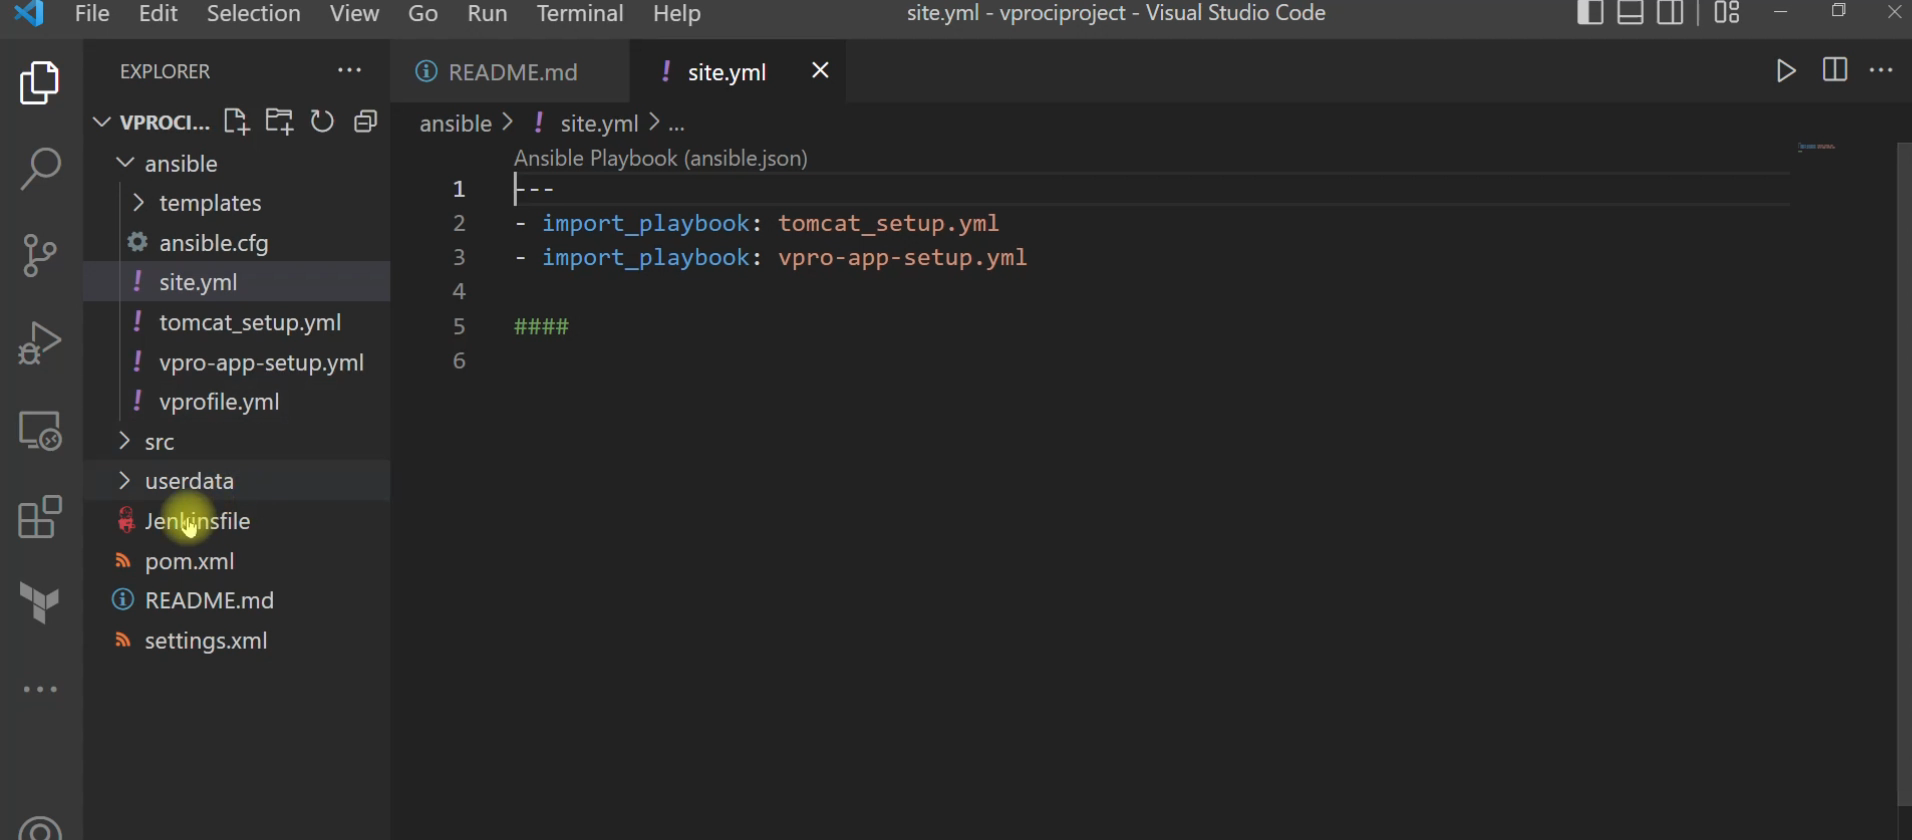 File Edit Selection View Go Run Terminal Help
site.yml - vprociproject - Visual Studio Code
EXPLORER
VPROCI...
ansible
templates
ansible.cfg
site.yml
tomcat_setup.yml
vpro-app-setup.yml
vprofile.yml
src
userdata
Jenkinsfile
pom.xml
README.md
settings.xml
README.md
site.yml
ansible > ! site.yml > ...
Ansible Playbook (ansible.json)
1 ---
2 - import_playbook: tomcat_setup.yml
3 - import_playbook: vpro-app-setup.yml
4
5 ####
6